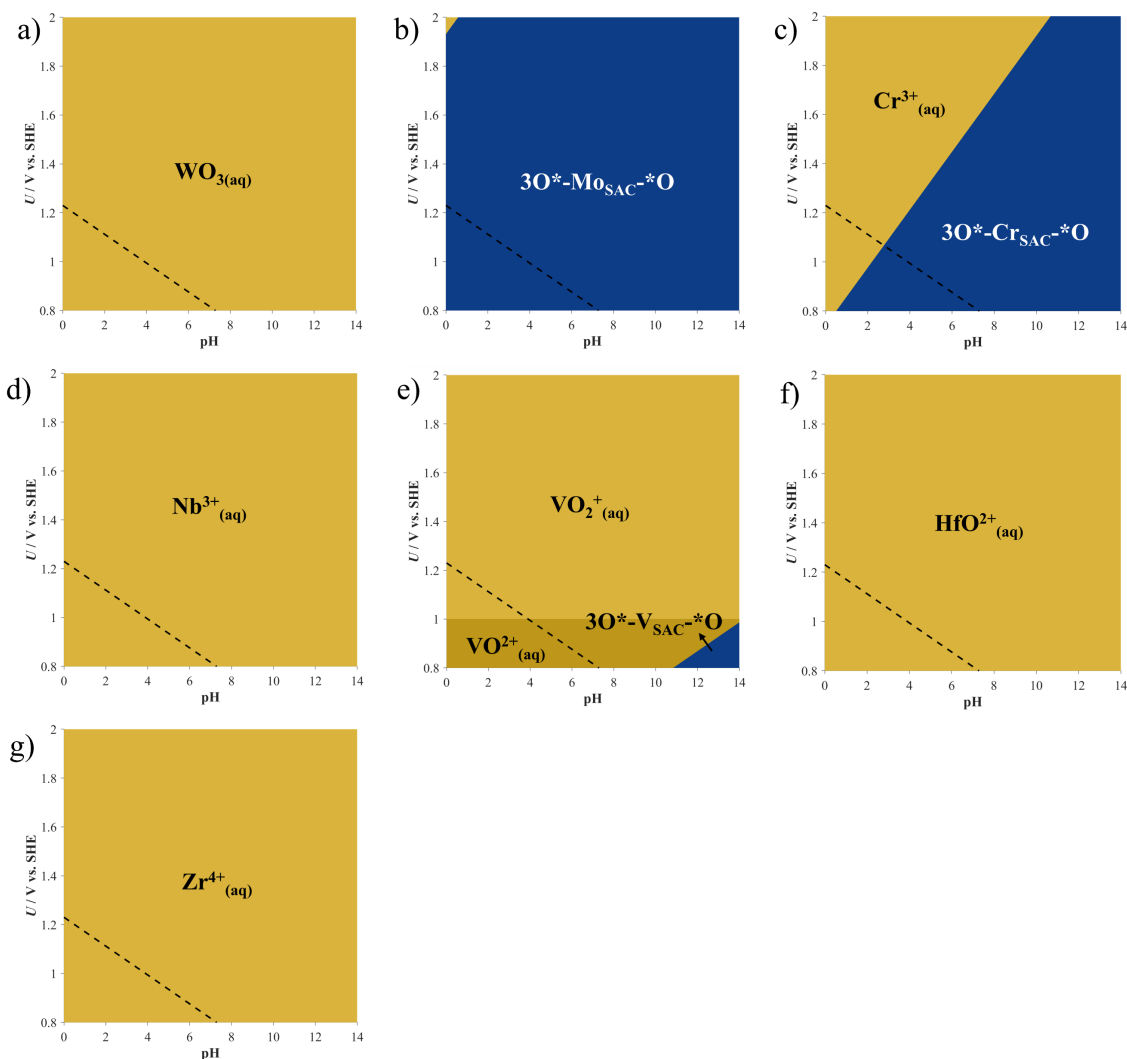 a)
2
1.8
1.6
1.4
1.2
1
0.8
U / V vs. SHE
WO3(aq)
0 2 4 6 8 10 12 14
pH
b)
2
1.8
1.6
1.4
1.2
1
0.8
U / V vs. SHE
3O*-MoSAC-*O
0 2 4 6 8 10 12 14
pH
c)
2
1.8
1.6
1.4
1.2
1
0.8
U / V vs. SHE
Cr3+(aq)
3O*-CrSAC-*O
0 2 4 6 8 10 12 14
pH
d)
2
1.8
1.6
1.4
1.2
1
0.8
U / V vs. SHE
Nb3+(aq)
0 2 4 6 8 10 12 14
pH
e)
2
1.8
1.6
1.4
1.2
1
0.8
U / V vs. SHE
VO2+(aq)
3O*-VSAC-*O
VO2+(aq)
0 2 4 6 8 10 12 14
pH
f)
2
1.8
1.6
1.4
1.2
1
0.8
U / V vs. SHE
HfO2+(aq)
0 2 4 6 8 10 12 14
pH
g)
2
1.8
1.6
1.4
1.2
1
0.8
U / V vs. SHE
Zr4+(aq)
0 2 4 6 8 10 12 14
pH